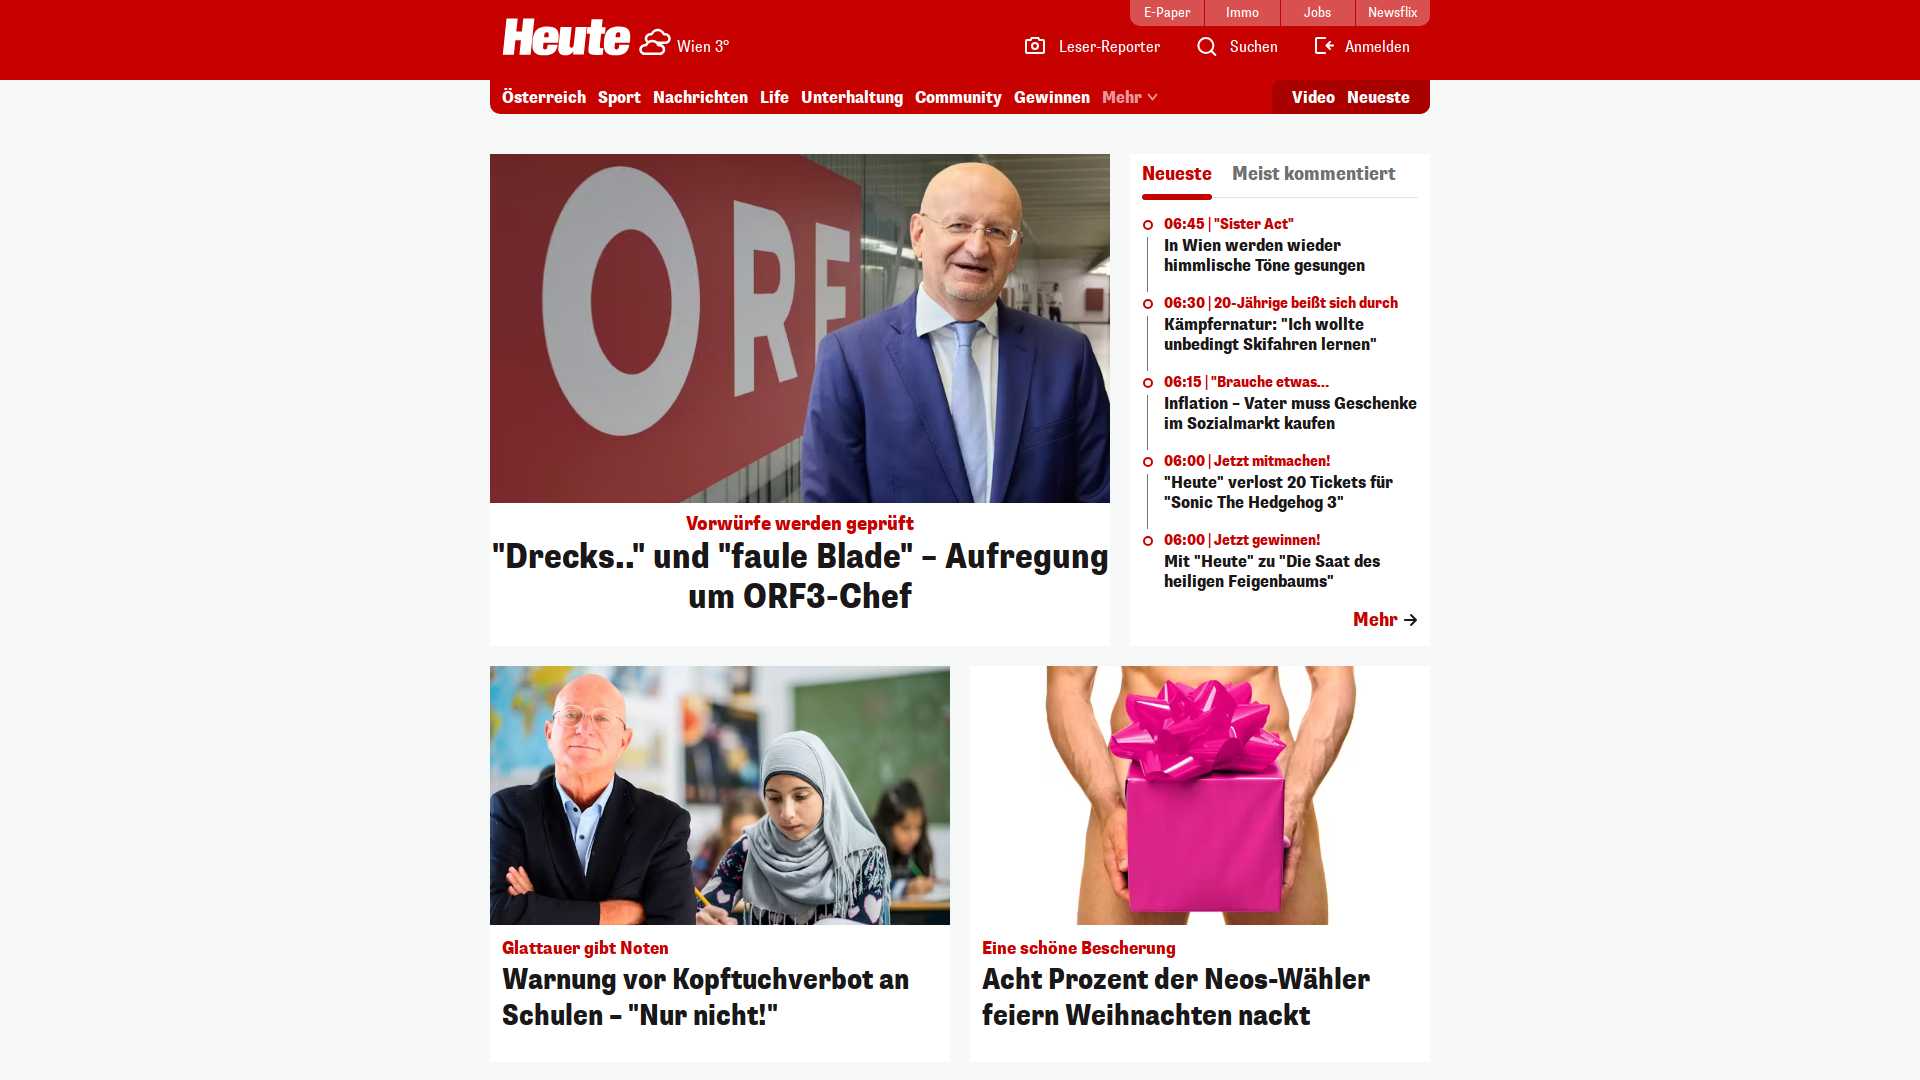 E-Paper
Immo
Jobs
Newsflix
Heute
Wien 3°
Leser-Reporter
Suchen
Anmelden
Österreich
Sport
Nachrichten
Life
Unterhaltung
Community
Gewinnen
Mehr
Video
Neueste
ORF
Vorwürfe werden geprüft
"Drecks.." und "faule Blade" – Aufregung
um ORF3-Chef
Neueste
Meist kommentiert
06:45 | "Sister Act"
In Wien werden wieder
himmlische Töne gesungen
06:30 | 20-Jährige beißt sich durch
Kämpfernatur: "Ich wollte
unbedingt Skifahren lernen"
06:15 | "Brauche etwas...
Inflation – Vater muss Geschenke
im Sozialmarkt kaufen
06:00 | Jetzt mitmachen!
"Heute" verlost 20 Tickets für
"Sonic The Hedgehog 3"
06:00 | Jetzt gewinnen!
Mit "Heute" zu "Die Saat des
heiligen Feigenbaums"
Mehr
Glattauer gibt Noten
Warnung vor Kopftuchverbot an
Schulen – "Nur nicht!"
Eine schöne Bescherung
Acht Prozent der Neos-Wähler
feiern Weihnachten nackt